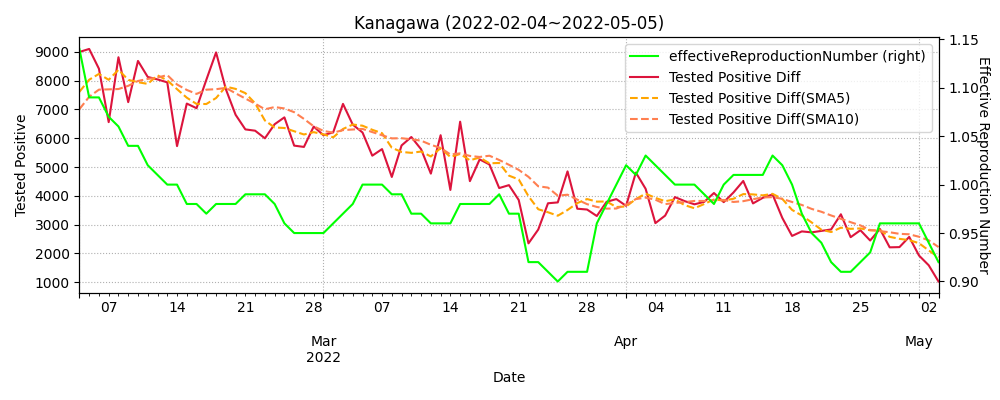 Kanagawa (2022-02-04~2022-05-05)
effectiveReproductionNumber (right)
Tested Positive Diff
Tested Positive Diff(SMA5)
Tested Positive Diff(SMA10)
Tested Positive
9000
8000
7000
6000
5000
4000
3000
2000
1000
Effective Reproduction Number
1.15
1.10
1.05
1.00
0.95
0.90
07 14 21 28 07 14 21 28 04 11 18 25 02
Mar Apr May
2022
Date